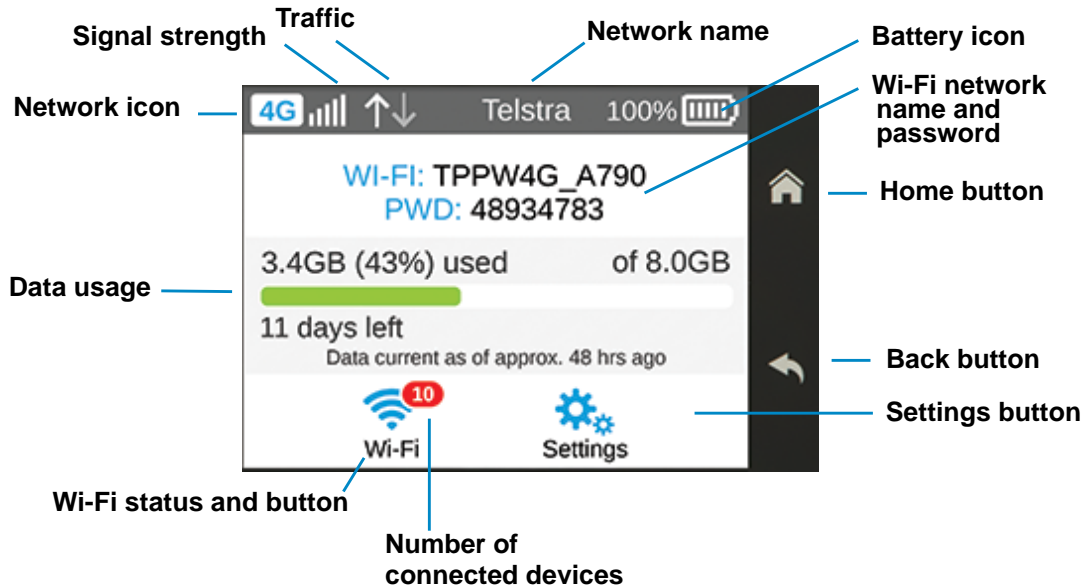 Traffic
Signal strength
Network name
Battery icon
Wi-Fi network
name and
password
Network icon
4G Telstra 100%
WI-FI: TPPW4G_A790
PWD: 48934783
Home button
3.4GB (43%) used of 8.0GB
Data usage
11 days left
Data current as of approx. 48 hrs ago
Back button
10
Settings button
Wi-Fi Settings
Wi-Fi status and button
Number of
connected devices